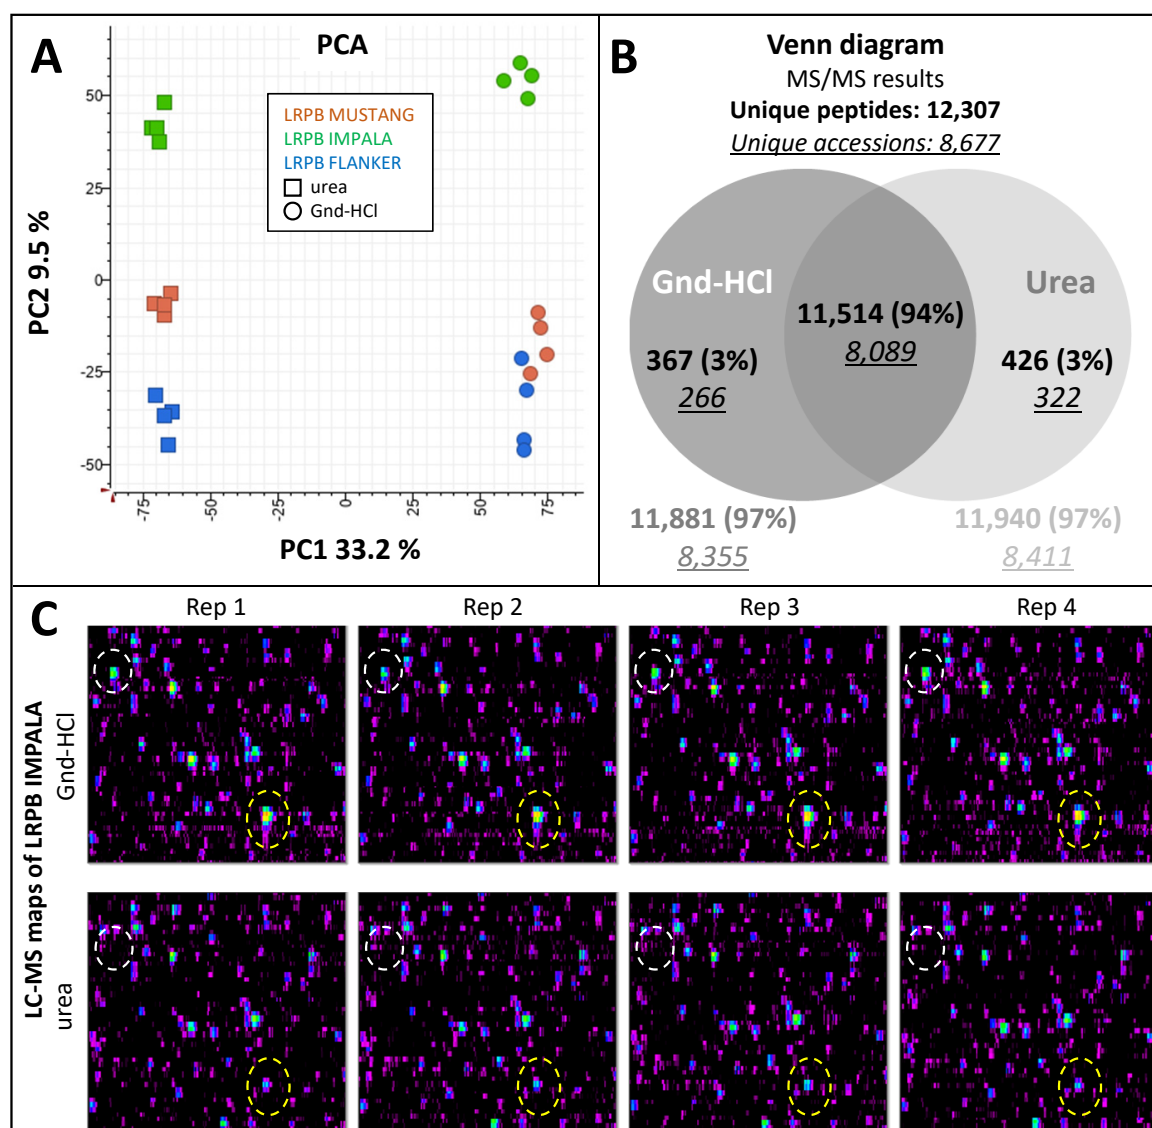 A
PCA
LRPB MUSTANG
LRPB IMPALA
LRPB FLANKER
urea
Gnd-HCl
PC2 9.5 %
50
25
0
-25
-50
-75
-50
-25
0
25
50
75
PC1 33.2 %
B
Venn diagram
MS/MS results
Unique peptides: 12,307
Unique accessions: 8,677
Gnd-HCl
Urea
11,514 (94%)
8,089
367 (3%)
266
426 (3%)
322
11,881 (97%)
8,355
11,940 (97%)
8,411
C
Rep 1
Rep 2
Rep 3
Rep 4
LC-MS maps of LRPB IMPALA
Gnd-HCl
urea